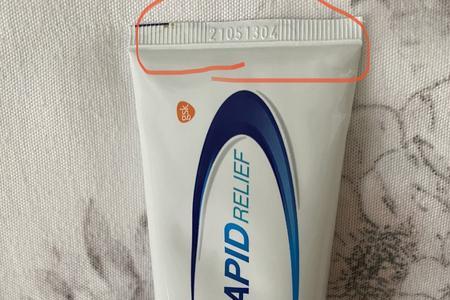 21051304
gsk
APID RELIEF